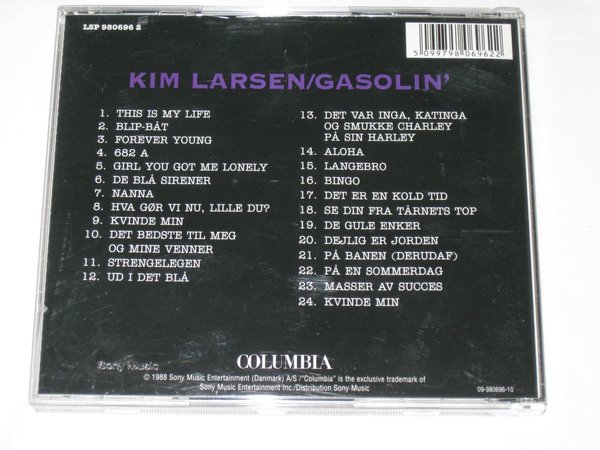 LSP 980696 2
5 099798 069622
KIM LARSEN/GASOLIN'
1. THIS IS MY LIFE
2. BLIP-BÅT
3. FOREVER YOUNG
4. 682 A
5. GIRL YOU GOT ME LONELY
6. DE BLÅ SIRENER
7. NANNA
8. HVA GØR VI NU, LILLE DU?
9. KVINDE MIN
10. DET BEDSTE TIL MEG
OG MINE VENNER
11. STRENGELEGEN
12. UD I DET BLÅ
13. DET VAR INGA, KATINGA
OG SMUKKE CHARLEY
PÅ SIN HARLEY
14. ALOHA
15. LANGEBRO
16. BINGO
17. DET ER EN KOLD TID
18. SE DIN FRA TÅRNETS TOP
19. DE GULE ENKER
20. DEJLIG ER JORDEN
21. PÅ BANEN (DERUDAF)
22. PÅ EN SOMMERDAG
23. MASSER AV SUCCES
24. KVINDE MIN
Sony Music
COLUMBIA
© 1988 Sony Music Entertainment (Danmark) A/S /"Columbia" is the exclusive trademark of
Sony Music Entertainment Inc./Distribution Sony Music
09-980696-10